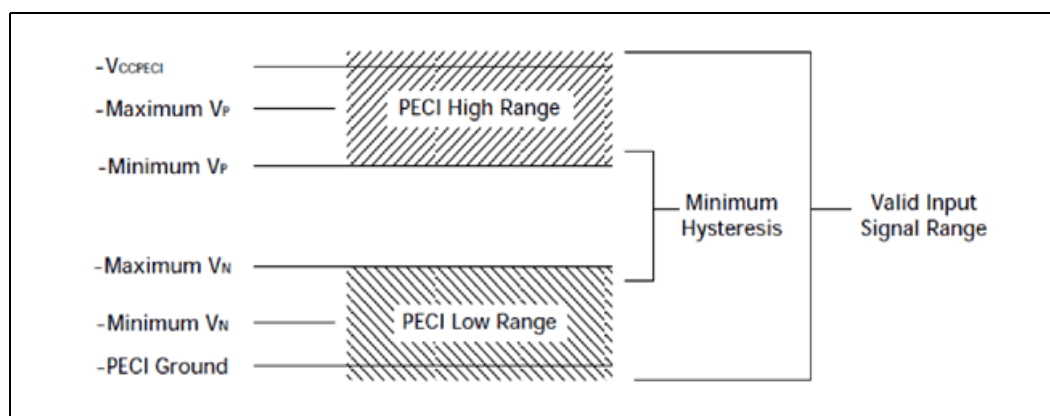 -VCCPECI
-Maximum VP
PECI High Range
-Minimum VP
Minimum
Hysteresis
Valid Input
Signal Range
-Maximum VN
-Minimum VN
PECI Low Range
-PECI Ground